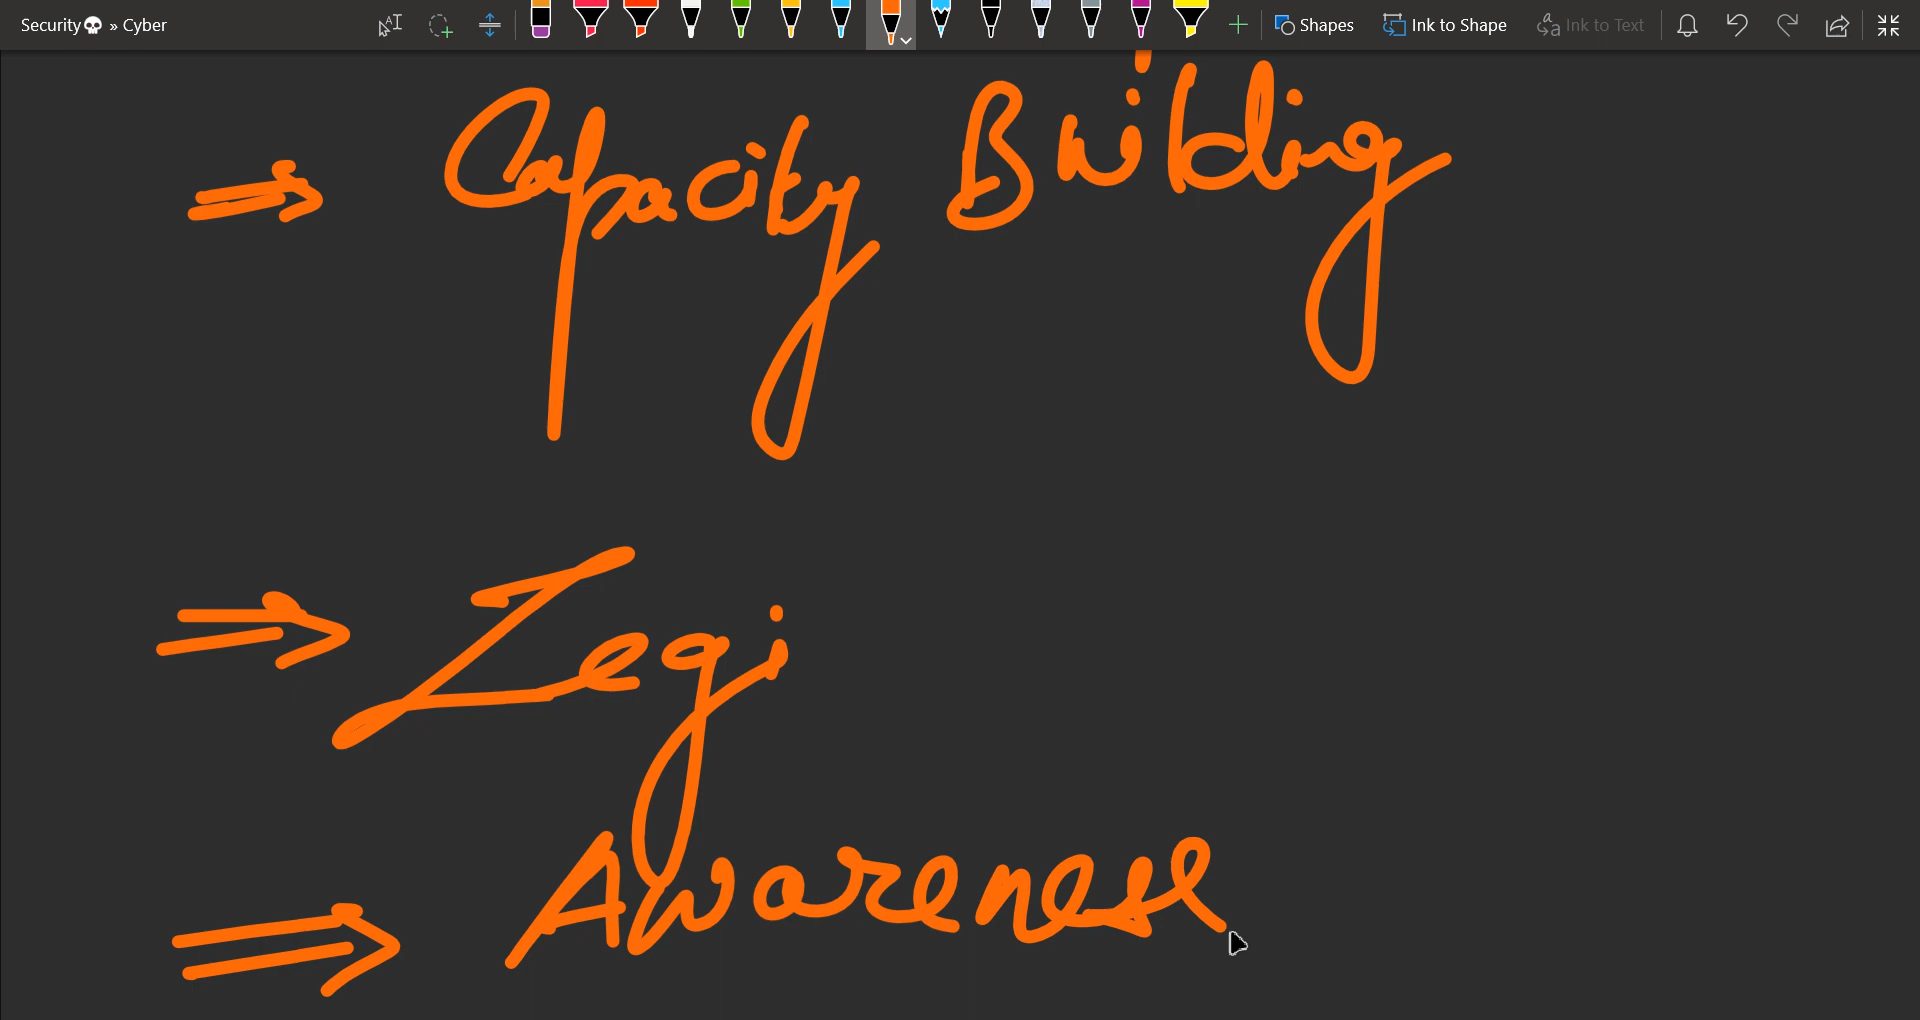 Security💀 » Cyber
Shapes
Ink to Shape
Ink to Text
⇒ Capacity Building
⇒ Legi
⇒ Awareness